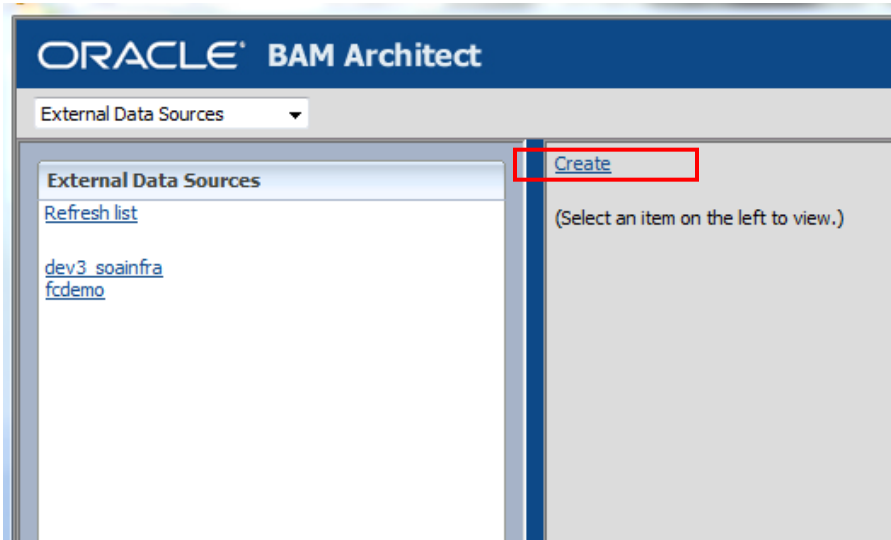 ORACLE BAM Architect
External Data Sources
External Data Sources
Refresh list
dev3_soainfra
fcdemo
Create
(Select an item on the left to view.)